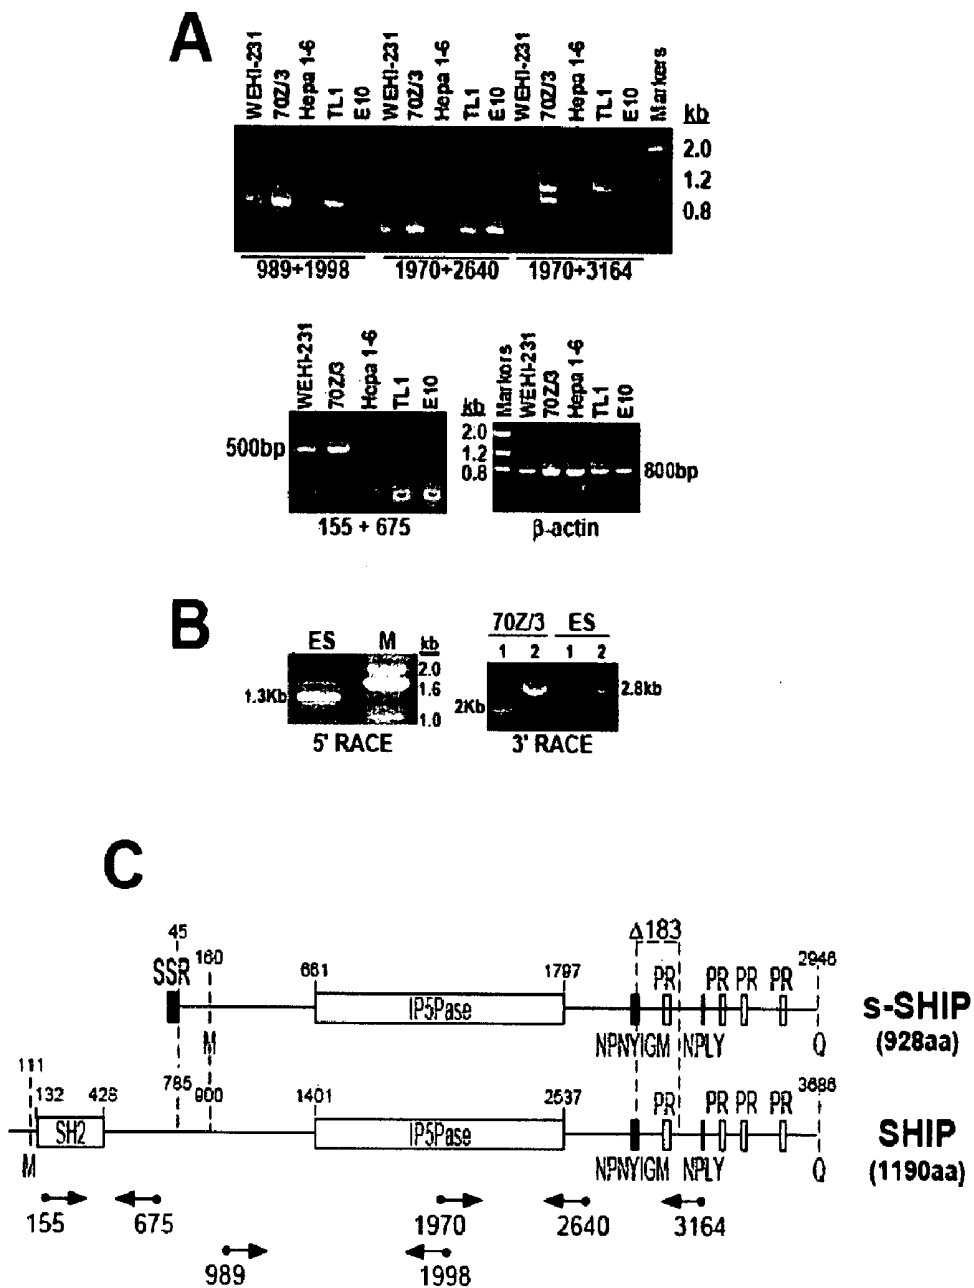 A
WEHI-231 70Z/3 Hepa 1-6 TL1 E10 WEHI-231 70Z/3 Hepa 1-6 TL1 E10 WEHI-231 70Z/3 Hepa 1-6 TL1 E10 Markers
kb
2.0
1.2
0.8
989+1998 1970+2640 1970+3164
WEHI-231 70Z/3 Hepa 1-6 TL1 E10
500bp
155 + 675
kb
2.0
1.2
0.8
Markers WEHI-231 70Z/3 Hepa 1-6 TL1 E10
800bp
β-actin
B
ES M kb
2.0
1.3Kb 1.6
1.0
5' RACE
70Z/3 ES
1 2 1 2
2.8kb
2Kb
3' RACE
C
45 Δ183
SSR 160 661 1797 PR PR PR PR 2946
IP5Pase s-SHIP
M NPNYIGM NPLY Q (928aa)
111 132 428 785 900 1401 2537 PR PR PR PR 3686
SH2 IP5Pase SHIP
M NPNYIGM NPLY Q (1190aa)
155 675 1970 2640 3164
989 1998